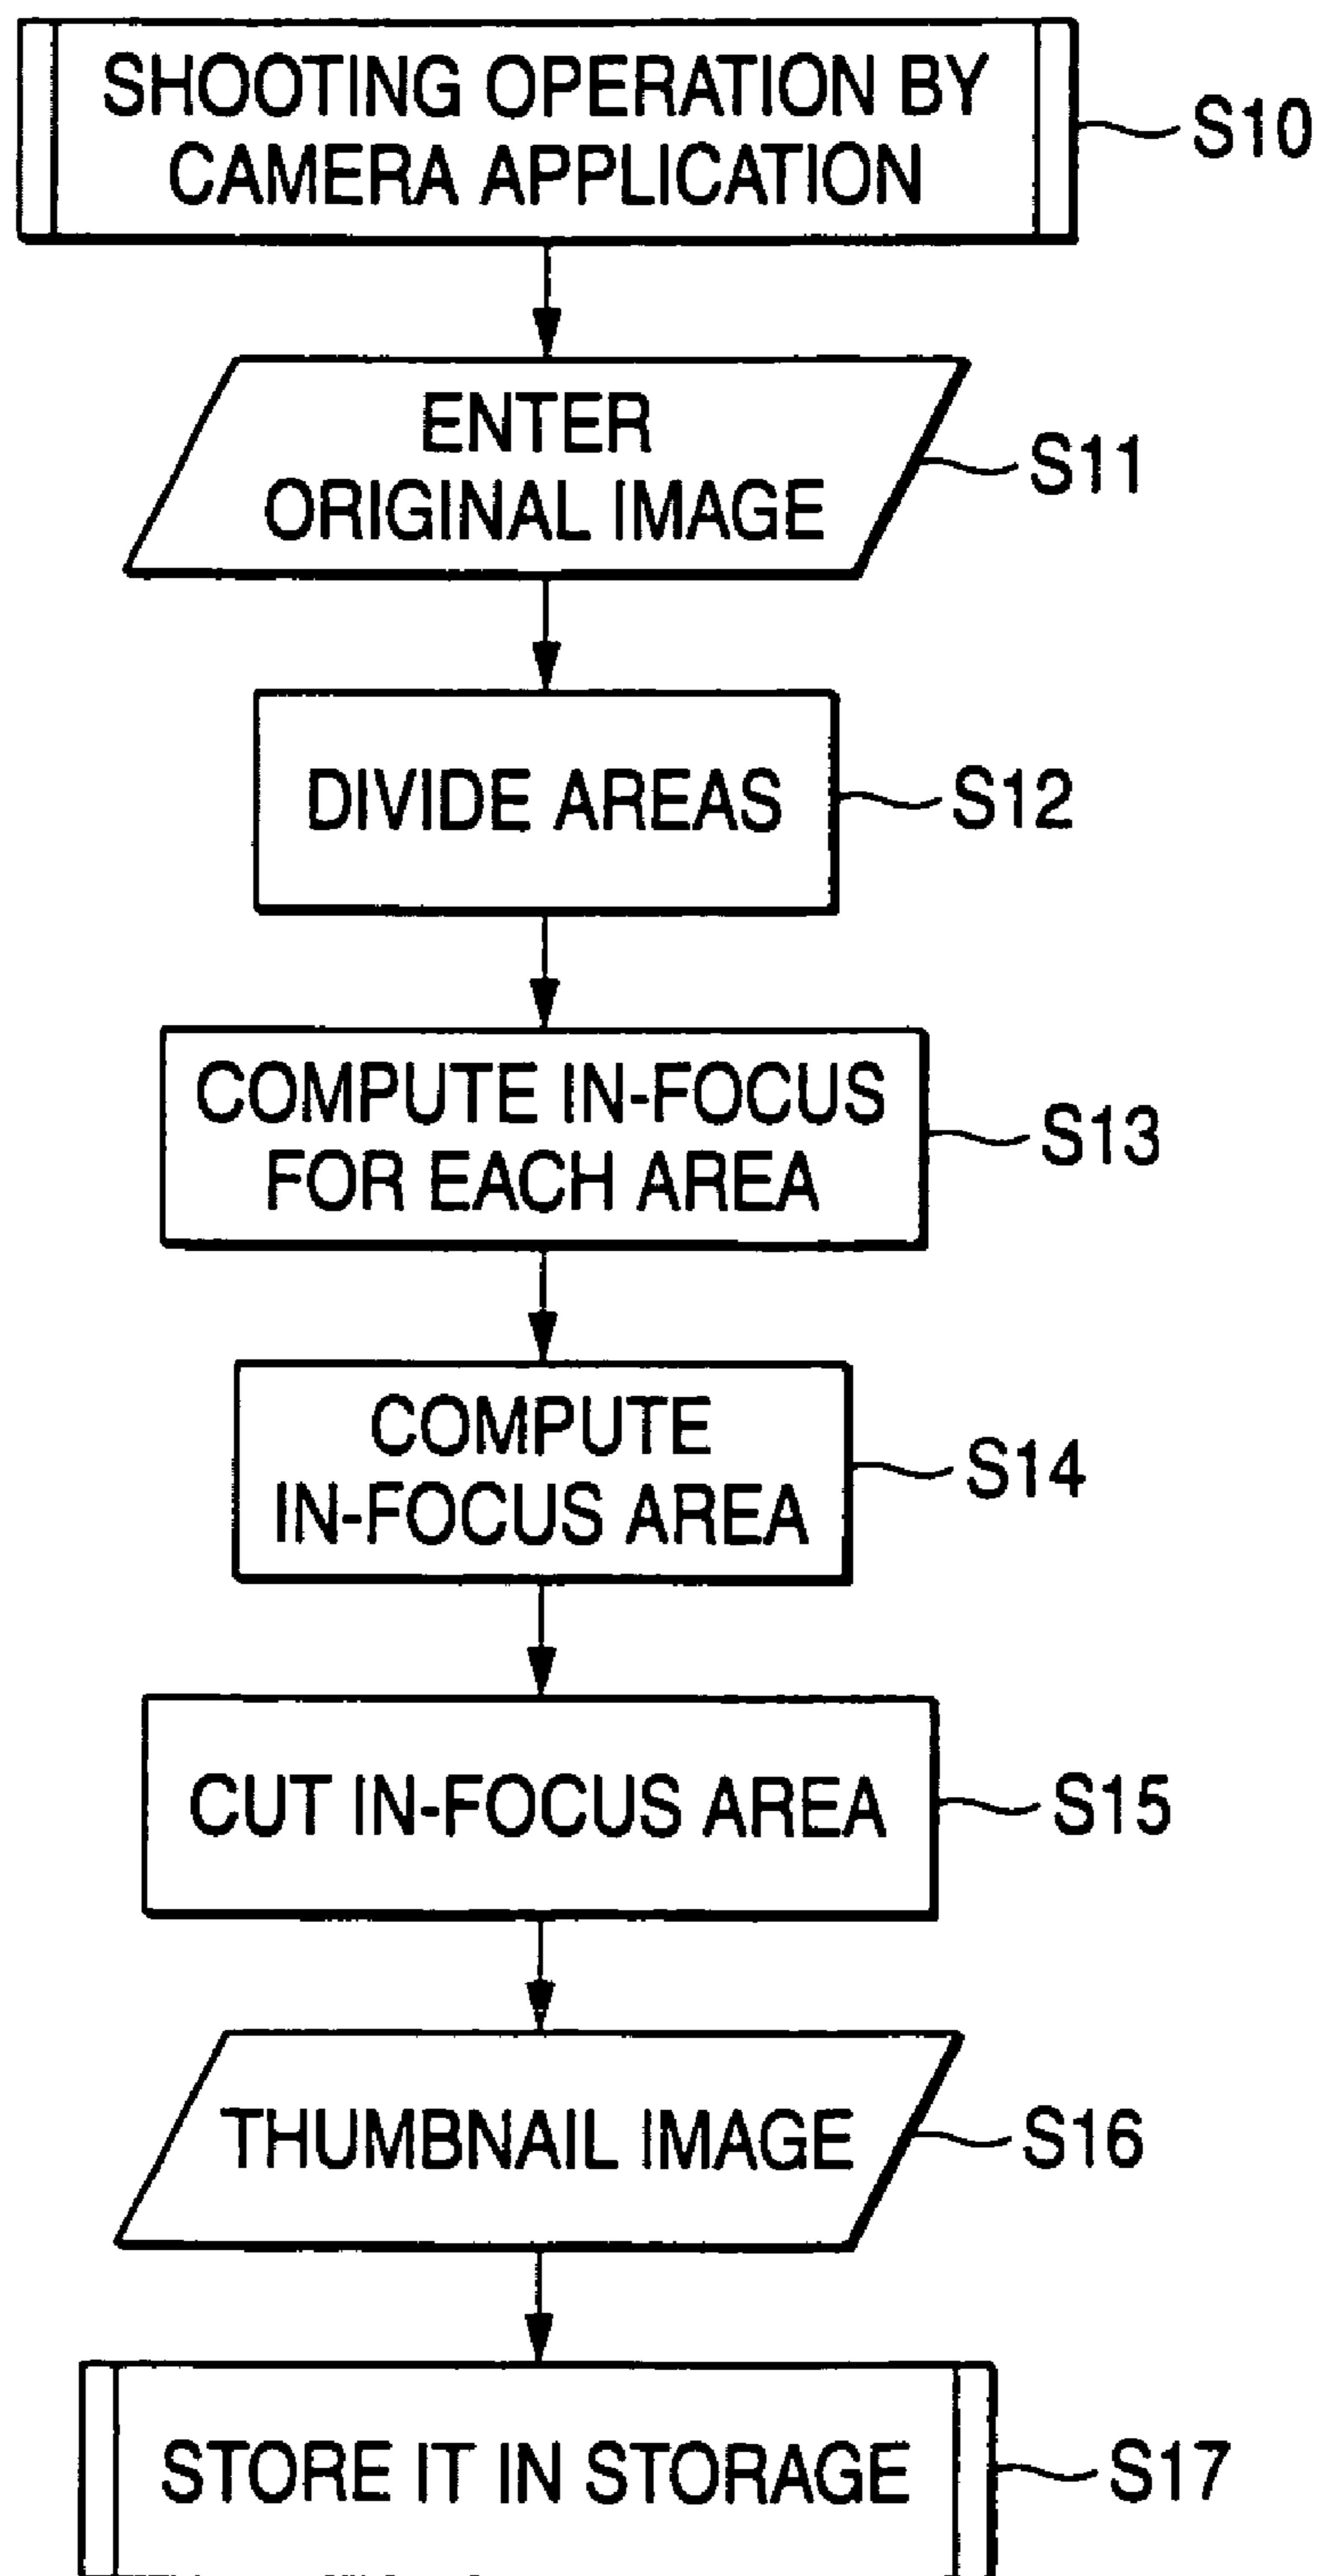 SHOOTING OPERATION BY
CAMERA APPLICATION
S10
ENTER
ORIGINAL IMAGE
S11
DIVIDE AREAS
S12
COMPUTE IN-FOCUS
FOR EACH AREA
S13
COMPUTE
IN-FOCUS AREA
S14
CUT IN-FOCUS AREA
S15
THUMBNAIL IMAGE
S16
STORE IT IN STORAGE
S17